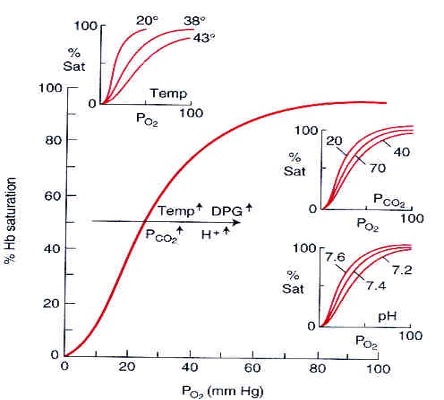 20° 38°
43°
100
% Sat
0
Temp
100
P O2
100
80
60
40
20
0
% Hb saturation
Temp↑ DPG↑
P CO2↑ H+↑
0 20 40 60 80 100
P O2 (mm Hg)
100
20 40
70
% Sat
P CO2
0
100
P O2
100
7.6 7.2
7.4
% Sat
pH
0
100
P O2